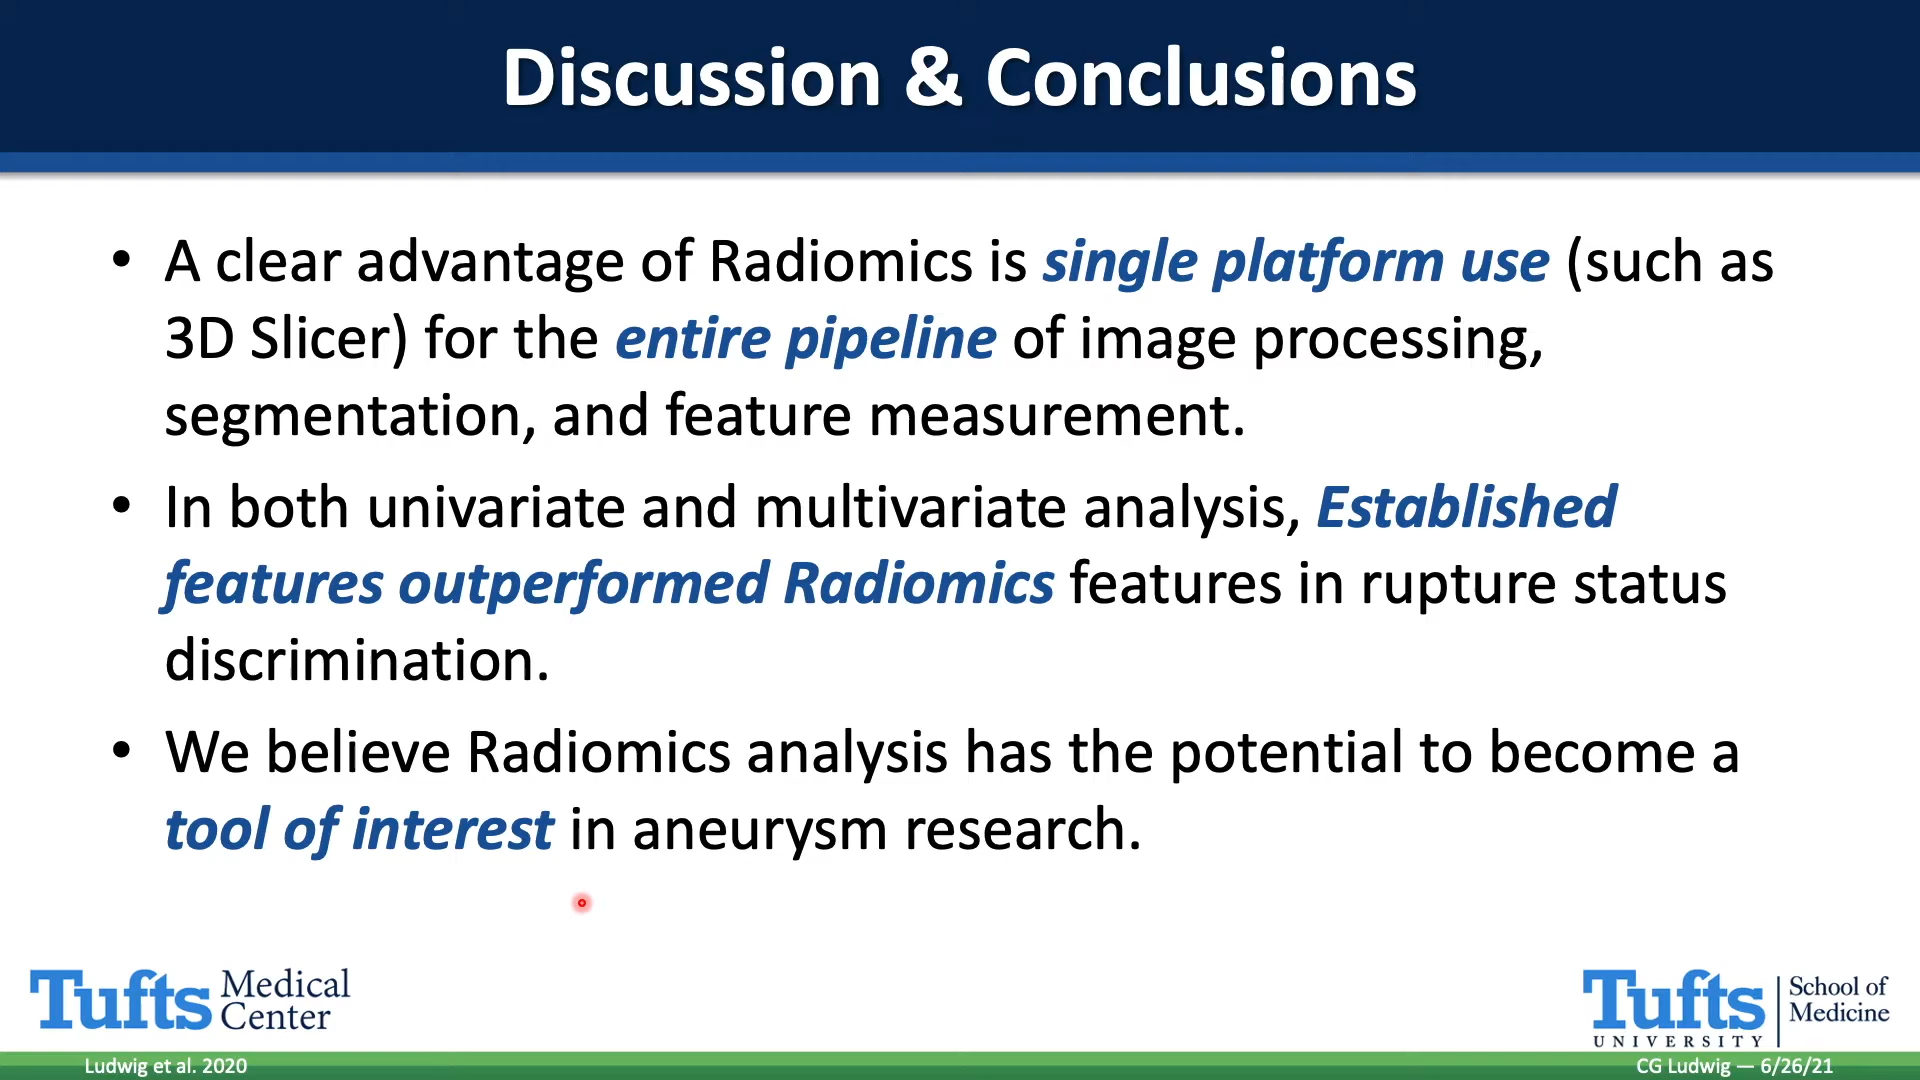 Discussion & Conclusions
• A clear advantage of Radiomics is single platform use (such as
3D Slicer) for the entire pipeline of image processing,
segmentation, and feature measurement.
• In both univariate and multivariate analysis, Established
features outperformed Radiomics features in rupture status
discrimination.
• We believe Radiomics analysis has the potential to become a
tool of interest in aneurysm research.
Tufts Medical
Center
Tufts
UNIVERSITY
School of
Medicine
Ludwig et al. 2020
CG Ludwig — 6/26/21